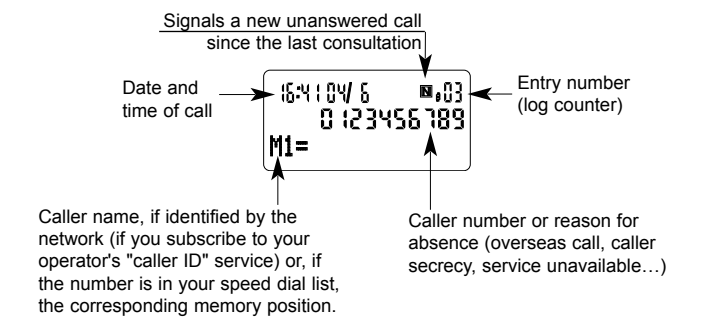 Signals a new unanswered call
since the last consultation
Date and
time of call
16:41 04/ 6 N °03
0123456789
M1=
Entry number
(log counter)
Caller name, if identified by the
network (if you subscribe to your
operator's "caller ID" service) or, if
the number is in your speed dial list,
the corresponding memory position.
Caller number or reason for
absence (overseas call, caller
secrecy, service unavailable…)